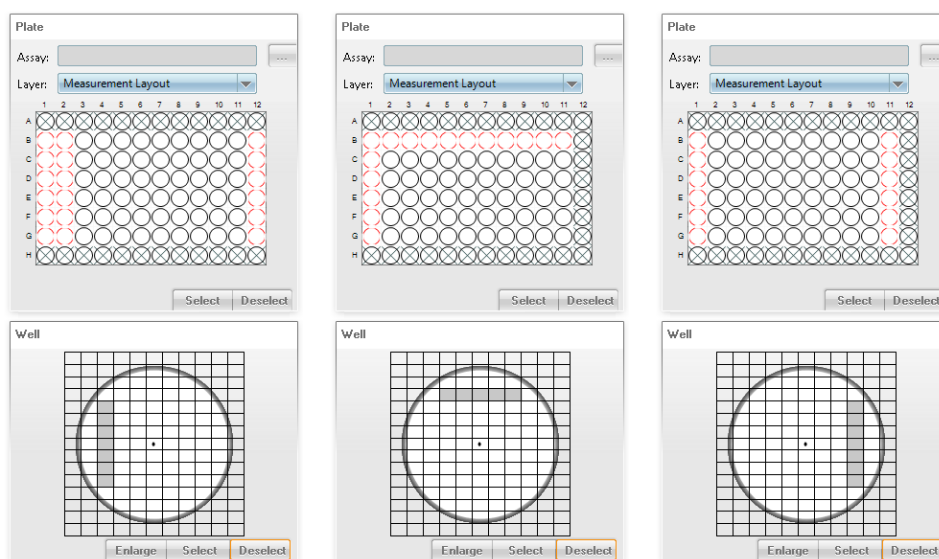 Plate
Assay:
...
Layer: Measurement Layout
1 2 3 4 5 6 7 8 9 10 11 12
A
B
C
D
E
F
G
H
Select Deselect
Plate
Assay:
...
Layer: Measurement Layout
1 2 3 4 5 6 7 8 9 10 11 12
A
B
C
D
E
F
G
H
Select Deselect
Plate
Assay:
...
Layer: Measurement Layout
1 2 3 4 5 6 7 8 9 10 11 12
A
B
C
D
E
F
G
H
Select Deselect
Well
Enlarge Select Deselect
Well
Enlarge Select Deselect
Well
Enlarge Select Deselect